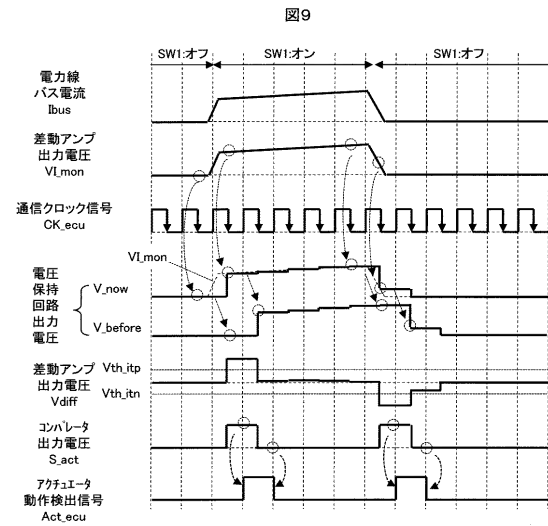 図9
SW1:オフ
SW1:オン
SW1:オフ
電力線
バス電流
Ibus
差動アンプ
出力電圧
VI_mon
通信クロック信号
CK_ecu
VI_mon
電圧
保持
回路
出力
電圧
V_now
V_before
差動アンプ
出力電圧
Vdiff
Vth_itp
Vth_itn
コンパレータ
出力電圧
S_act
アクチュエータ
動作検出信号
Act_ecu